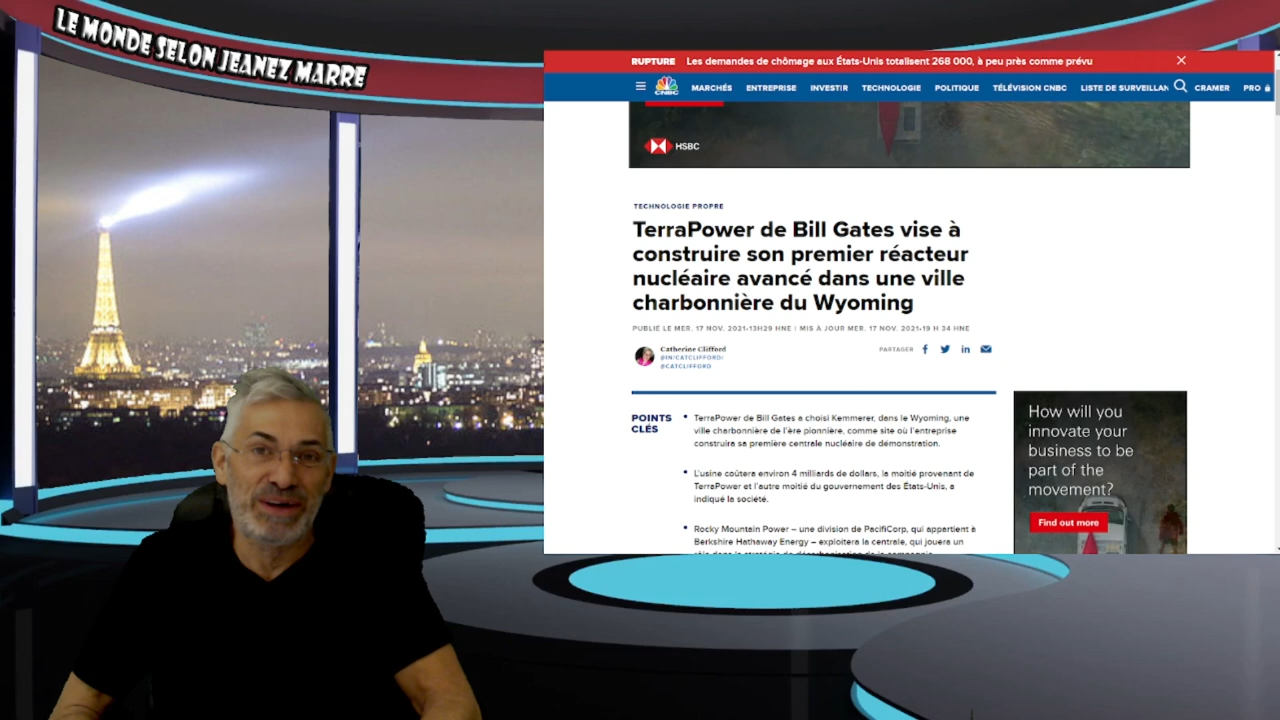 LE MONDE SELON JEANEZ MARRE
RUPTURE Les demandes de chômage aux États-Unis totalisent 268 000, à peu près comme prévu
CNBC MARCHÉS ENTREPRISE INVESTIR TECHNOLOGIE POLITIQUE TÉLÉVISION CNBC LISTE DE SURVEILLAN CRAMER PRO
HSBC
TECHNOLOGIE PROPRE
TerraPower de Bill Gates vise à
construire son premier réacteur
nucléaire avancé dans une ville
charbonnière du Wyoming
PUBLIÉ LE MER. 17 NOV. 2021-13H29 HNE | MIS À JOUR MER. 17 NOV. 2021-19 H 34 HNE
Catherine Clifford
@IN/CATCLIFFORD/
@CATCLIFFORD
PARTAGER
POINTS
CLÉS
TerraPower de Bill Gates a choisi Kemmerer, dans le Wyoming, une
ville charbonnière de l'ère pionnière, comme site où l'entreprise
construira sa première centrale nucléaire de démonstration.
L'usine coûtera environ 4 milliards de dollars, la moitié provenant de
TerraPower et l'autre moitié du gouvernement des États-Unis, a
indiqué la société.
Rocky Mountain Power – une division de PacifiCorp, qui appartient à
Berkshire Hathaway Energy – exploitera la centrale, qui jouera un
How will you
innovate your
business to be
part of the
movement?
Find out more